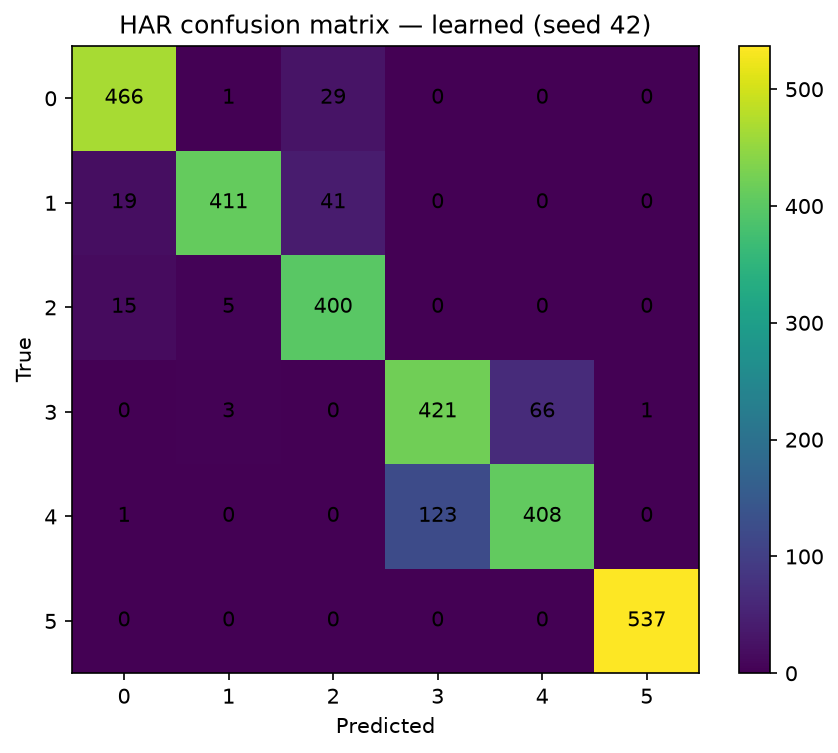 HAR confusion matrix — learned (seed 42)
0 466 1 29 0 0 0
1 19 411 41 0 0 0
2 15 5 400 0 0 0
3 0 3 0 421 66 1
4 1 0 0 123 408 0
5 0 0 0 0 0 537
0 1 2 3 4 5
Predicted
True
500
400
300
200
100
0